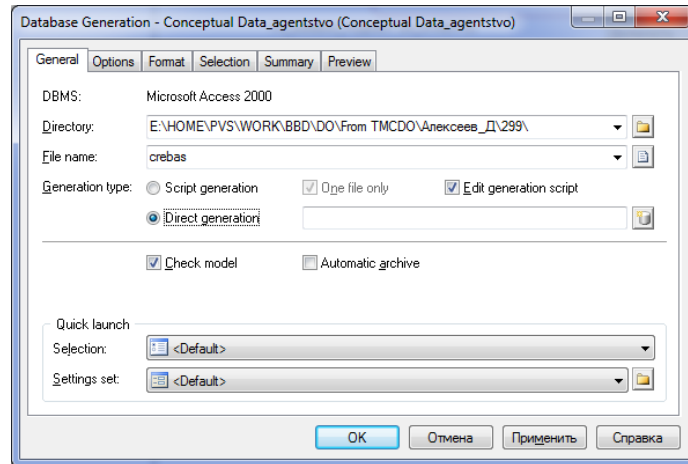 Database Generation - Conceptual Data_agentstvo (Conceptual Data_agentstvo)
General Options Format Selection Summary Preview
DBMS: Microsoft Access 2000
Directory: E:\HOME\PVS\WORK\BBD\DO\From TMCDO\Алексеев_Д\299\
File name: crebas
Generation type: Script generation One file only Edit generation script
Direct generation
Check model Automatic archive
Quick launch
Selection: <Default>
Settings set: <Default>
OK Отмена Применить Справка